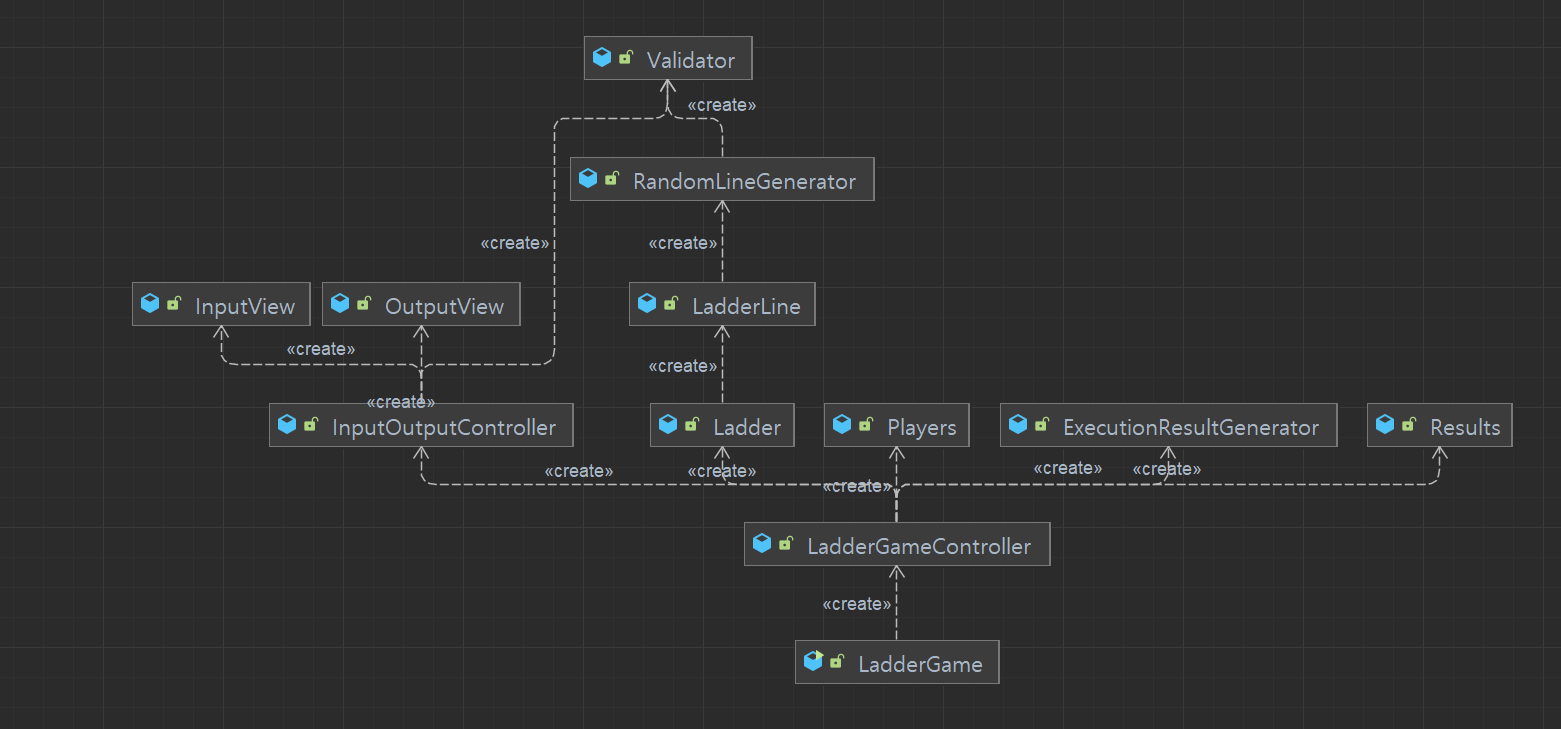 Validator
«create»
RandomLineGenerator
«create»
«create»
InputView
OutputView
LadderLine
«create»
«create»
«create»
InputOutputController
Ladder
Players
ExecutionResultGenerator
Results
«create»
«create»
«create»
«create»
«create»
LadderGameController
«create»
LadderGame